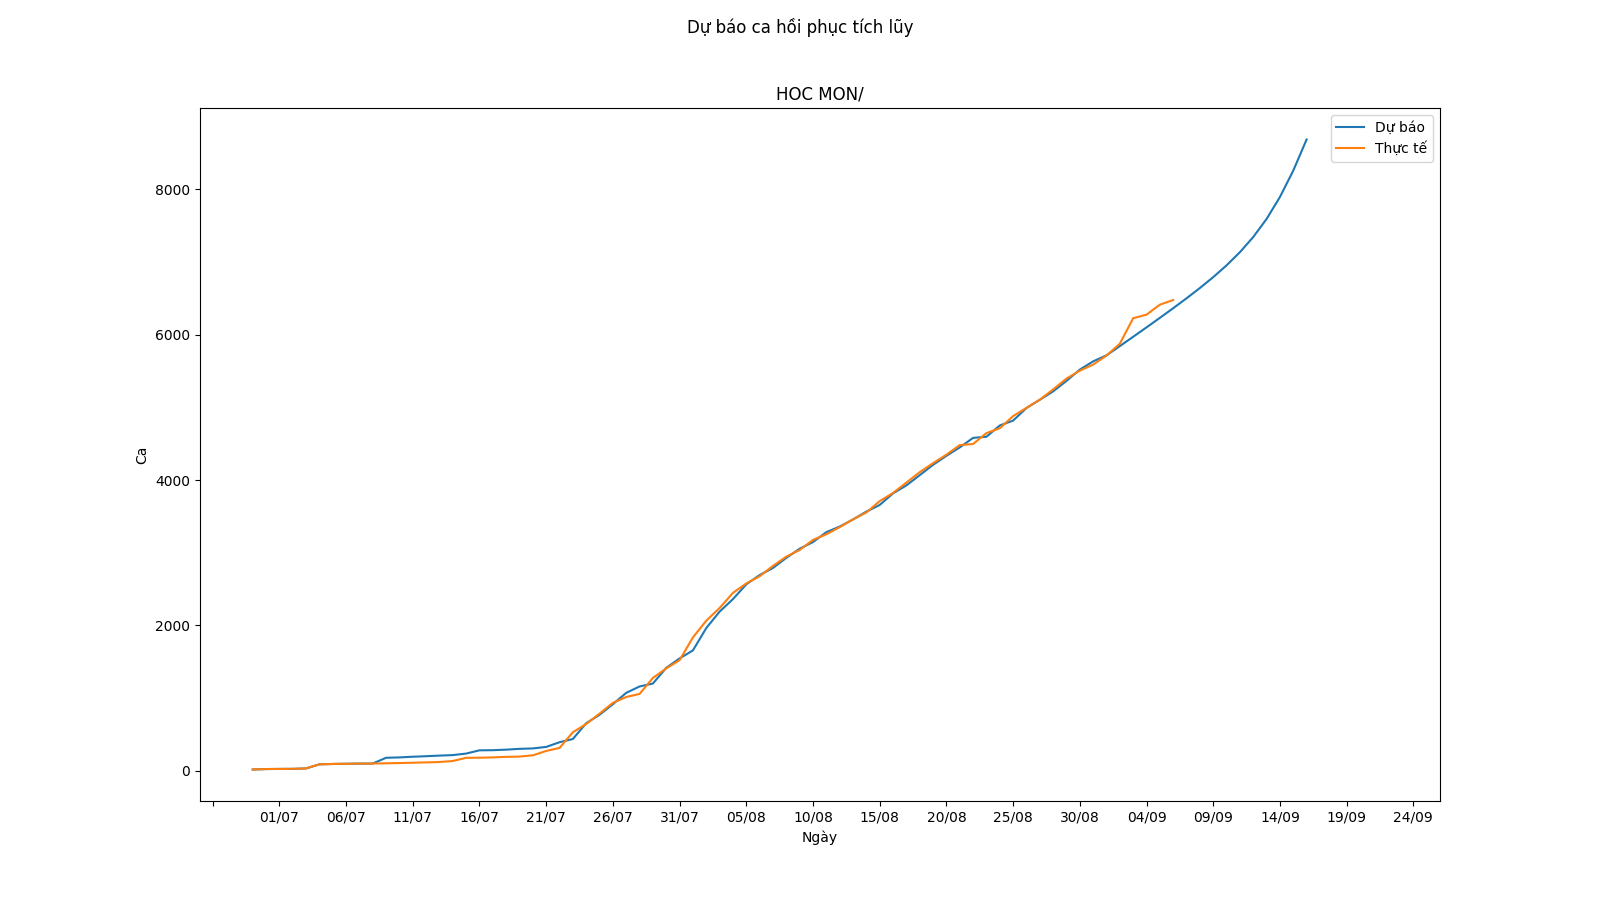 Dự báo ca hồi phục tích lũy
HOC MON/
Dự báo
Thực tế
8000
6000
4000
2000
0
Ca
01/07 06/07 11/07 16/07 21/07 26/07 31/07 05/08 10/08 15/08 20/08 25/08 30/08 04/09 09/09 14/09 19/09 24/09
Ngày